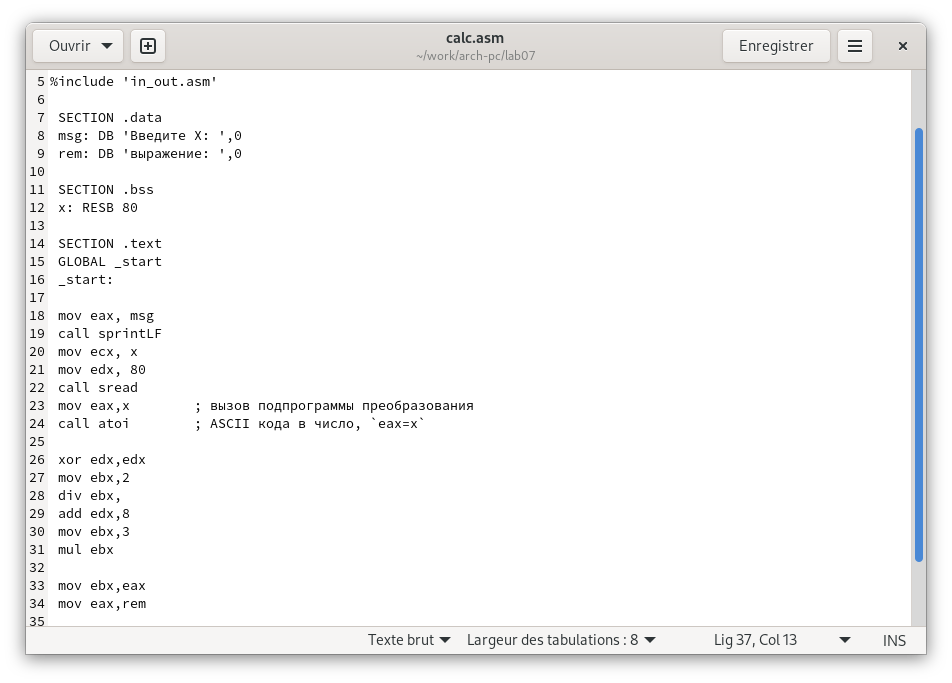 Ouvrir
calc.asm
~/work/arch-pc/lab07
Enregistrer
5 %include 'in_out.asm'
6
7 SECTION .data
8 msg: DB 'Введите X: ',0
9 rem: DB 'выражение: ',0
10
11 SECTION .bss
12 x: RESB 80
13
14 SECTION .text
15 GLOBAL _start
16 _start:
17
18 mov eax, msg
19 call sprintLF
20 mov ecx, x
21 mov edx, 80
22 call sread
23 mov eax,x        ; вызов подпрограммы преобразования
24 call atoi        ; ASCII кода в число, `eax=x`
25
26 xor edx,edx
27 mov ebx,2
28 div ebx,
29 add edx,8
30 mov ebx,3
31 mul ebx
32
33 mov ebx,eax
34 mov eax,rem
35
Texte brut Largeur des tabulations : 8 Lig 37, Col 13 INS